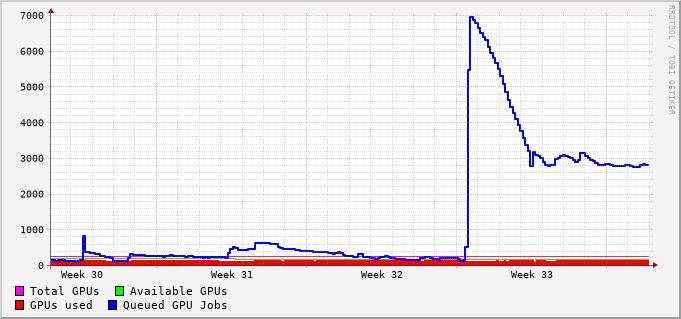 7000
6000
5000
4000
3000
2000
1000
0
Week 30 Week 31 Week 32 Week 33
Total GPUs Available GPUs
GPUs used Queued GPU Jobs
RRDTOOL / TOBI OETIKER